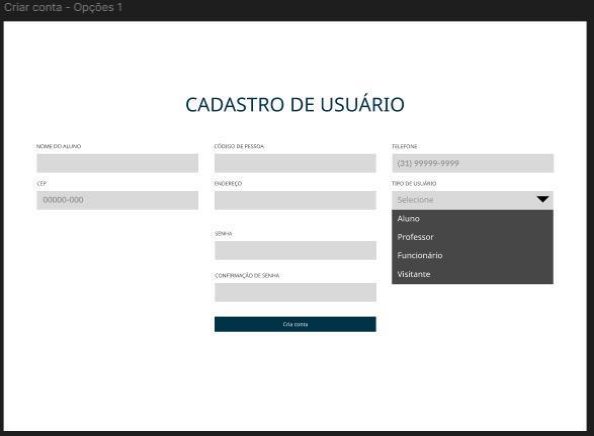 Criar conta - Opções 1
CADASTRO DE USUÁRIO
NOME DO ALUNO
CÓDIGO DE PESSOA
TELEFONE
(31) 99999-9999
CEP
ENDEREÇO
TIPO DE USUÁRIO
00000-000
Selecione
Aluno
Professor
Funcionário
Visitante
SENHA
CONFIRMAÇÃO DE SENHA
Cria conta